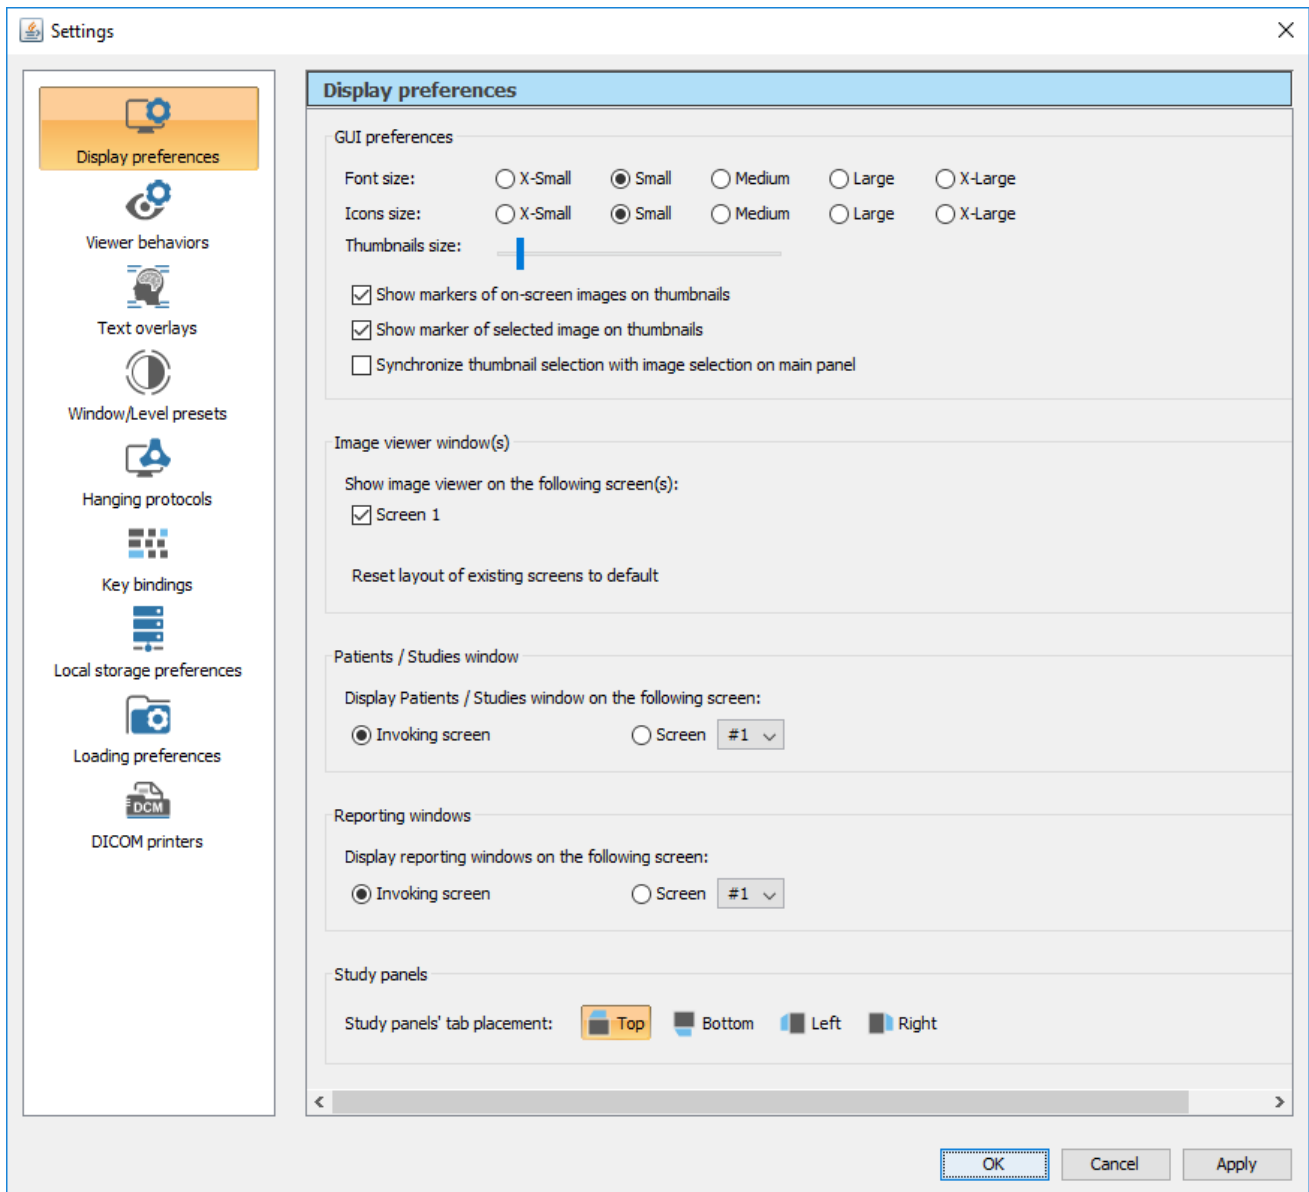 Settings
Display preferences
Viewer behaviors
Text overlays
Window/Level presets
Hanging protocols
Key bindings
Local storage preferences
Loading preferences
DCM
DICOM printers
Display preferences
GUI preferences
Font size: X-Small Small Medium Large X-Large
Icons size: X-Small Small Medium Large X-Large
Thumbnails size:
Show markers of on-screen images on thumbnails
Show marker of selected image on thumbnails
Synchronize thumbnail selection with image selection on main panel
Image viewer window(s)
Show image viewer on the following screen(s):
Screen 1
Reset layout of existing screens to default
Patients / Studies window
Display Patients / Studies window on the following screen:
Invoking screen Screen #1
Reporting windows
Display reporting windows on the following screen:
Invoking screen Screen #1
Study panels
Study panels' tab placement: Top Bottom Left Right
OK Cancel Apply